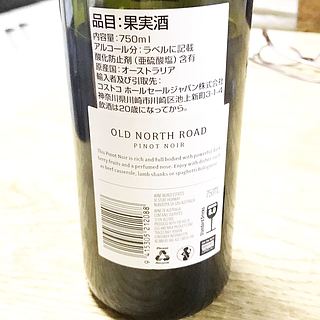 品目:果実酒
内容量:750ml
アルコール分:ラベルに記載
酸化防止剤(亜硫酸塩)含有
原産国:オーストラリア
輸入者及び引取先:
コストコ ホールセールジャパン株式会社
神奈川県川崎市川崎区池上新町3-1-4
飲酒は20歳になってから。
OLD NORTH ROAD
PINOT NOIR
This Pinot Noir is rich and full bodied with powerful dark
berry fruits and a perfumed nose. Enjoy with dishes such
as beef casserole, lamb shanks or spaghetti bolognese.
750ml
9 415305 212088